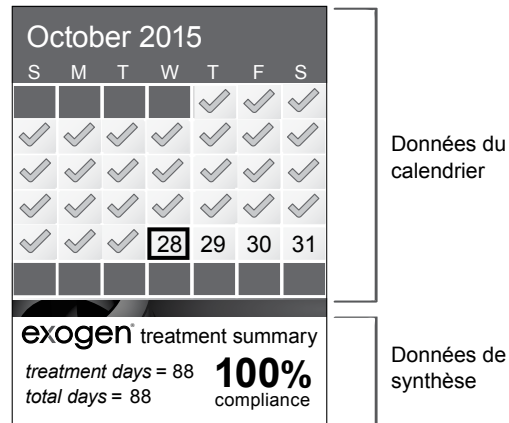 October 2015
S M T W T F S
28 29 30 31
Données du
calendrier
exogen® treatment summary
treatment days = 88
total days = 88
100%
compliance
Données de
synthèse